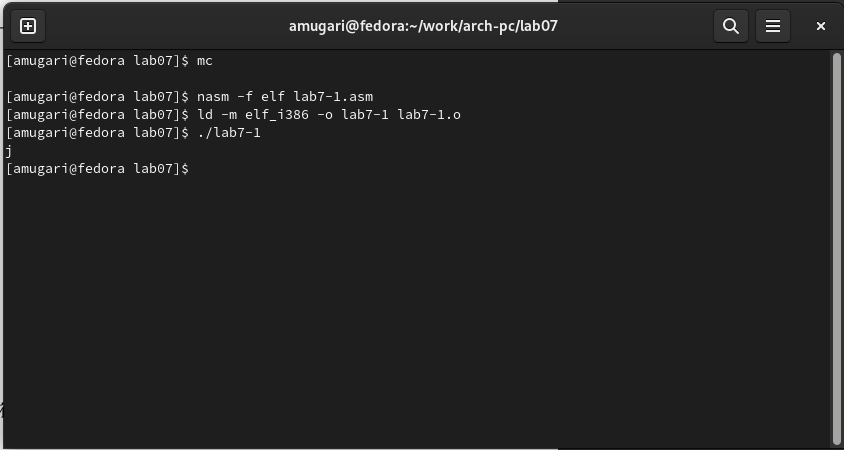 amugari@fedora:~/work/arch-pc/lab07
[amugari@fedora lab07]$ mc
[amugari@fedora lab07]$ nasm -f elf lab7-1.asm
[amugari@fedora lab07]$ ld -m elf_i386 -o lab7-1 lab7-1.o
[amugari@fedora lab07]$ ./lab7-1
j
[amugari@fedora lab07]$